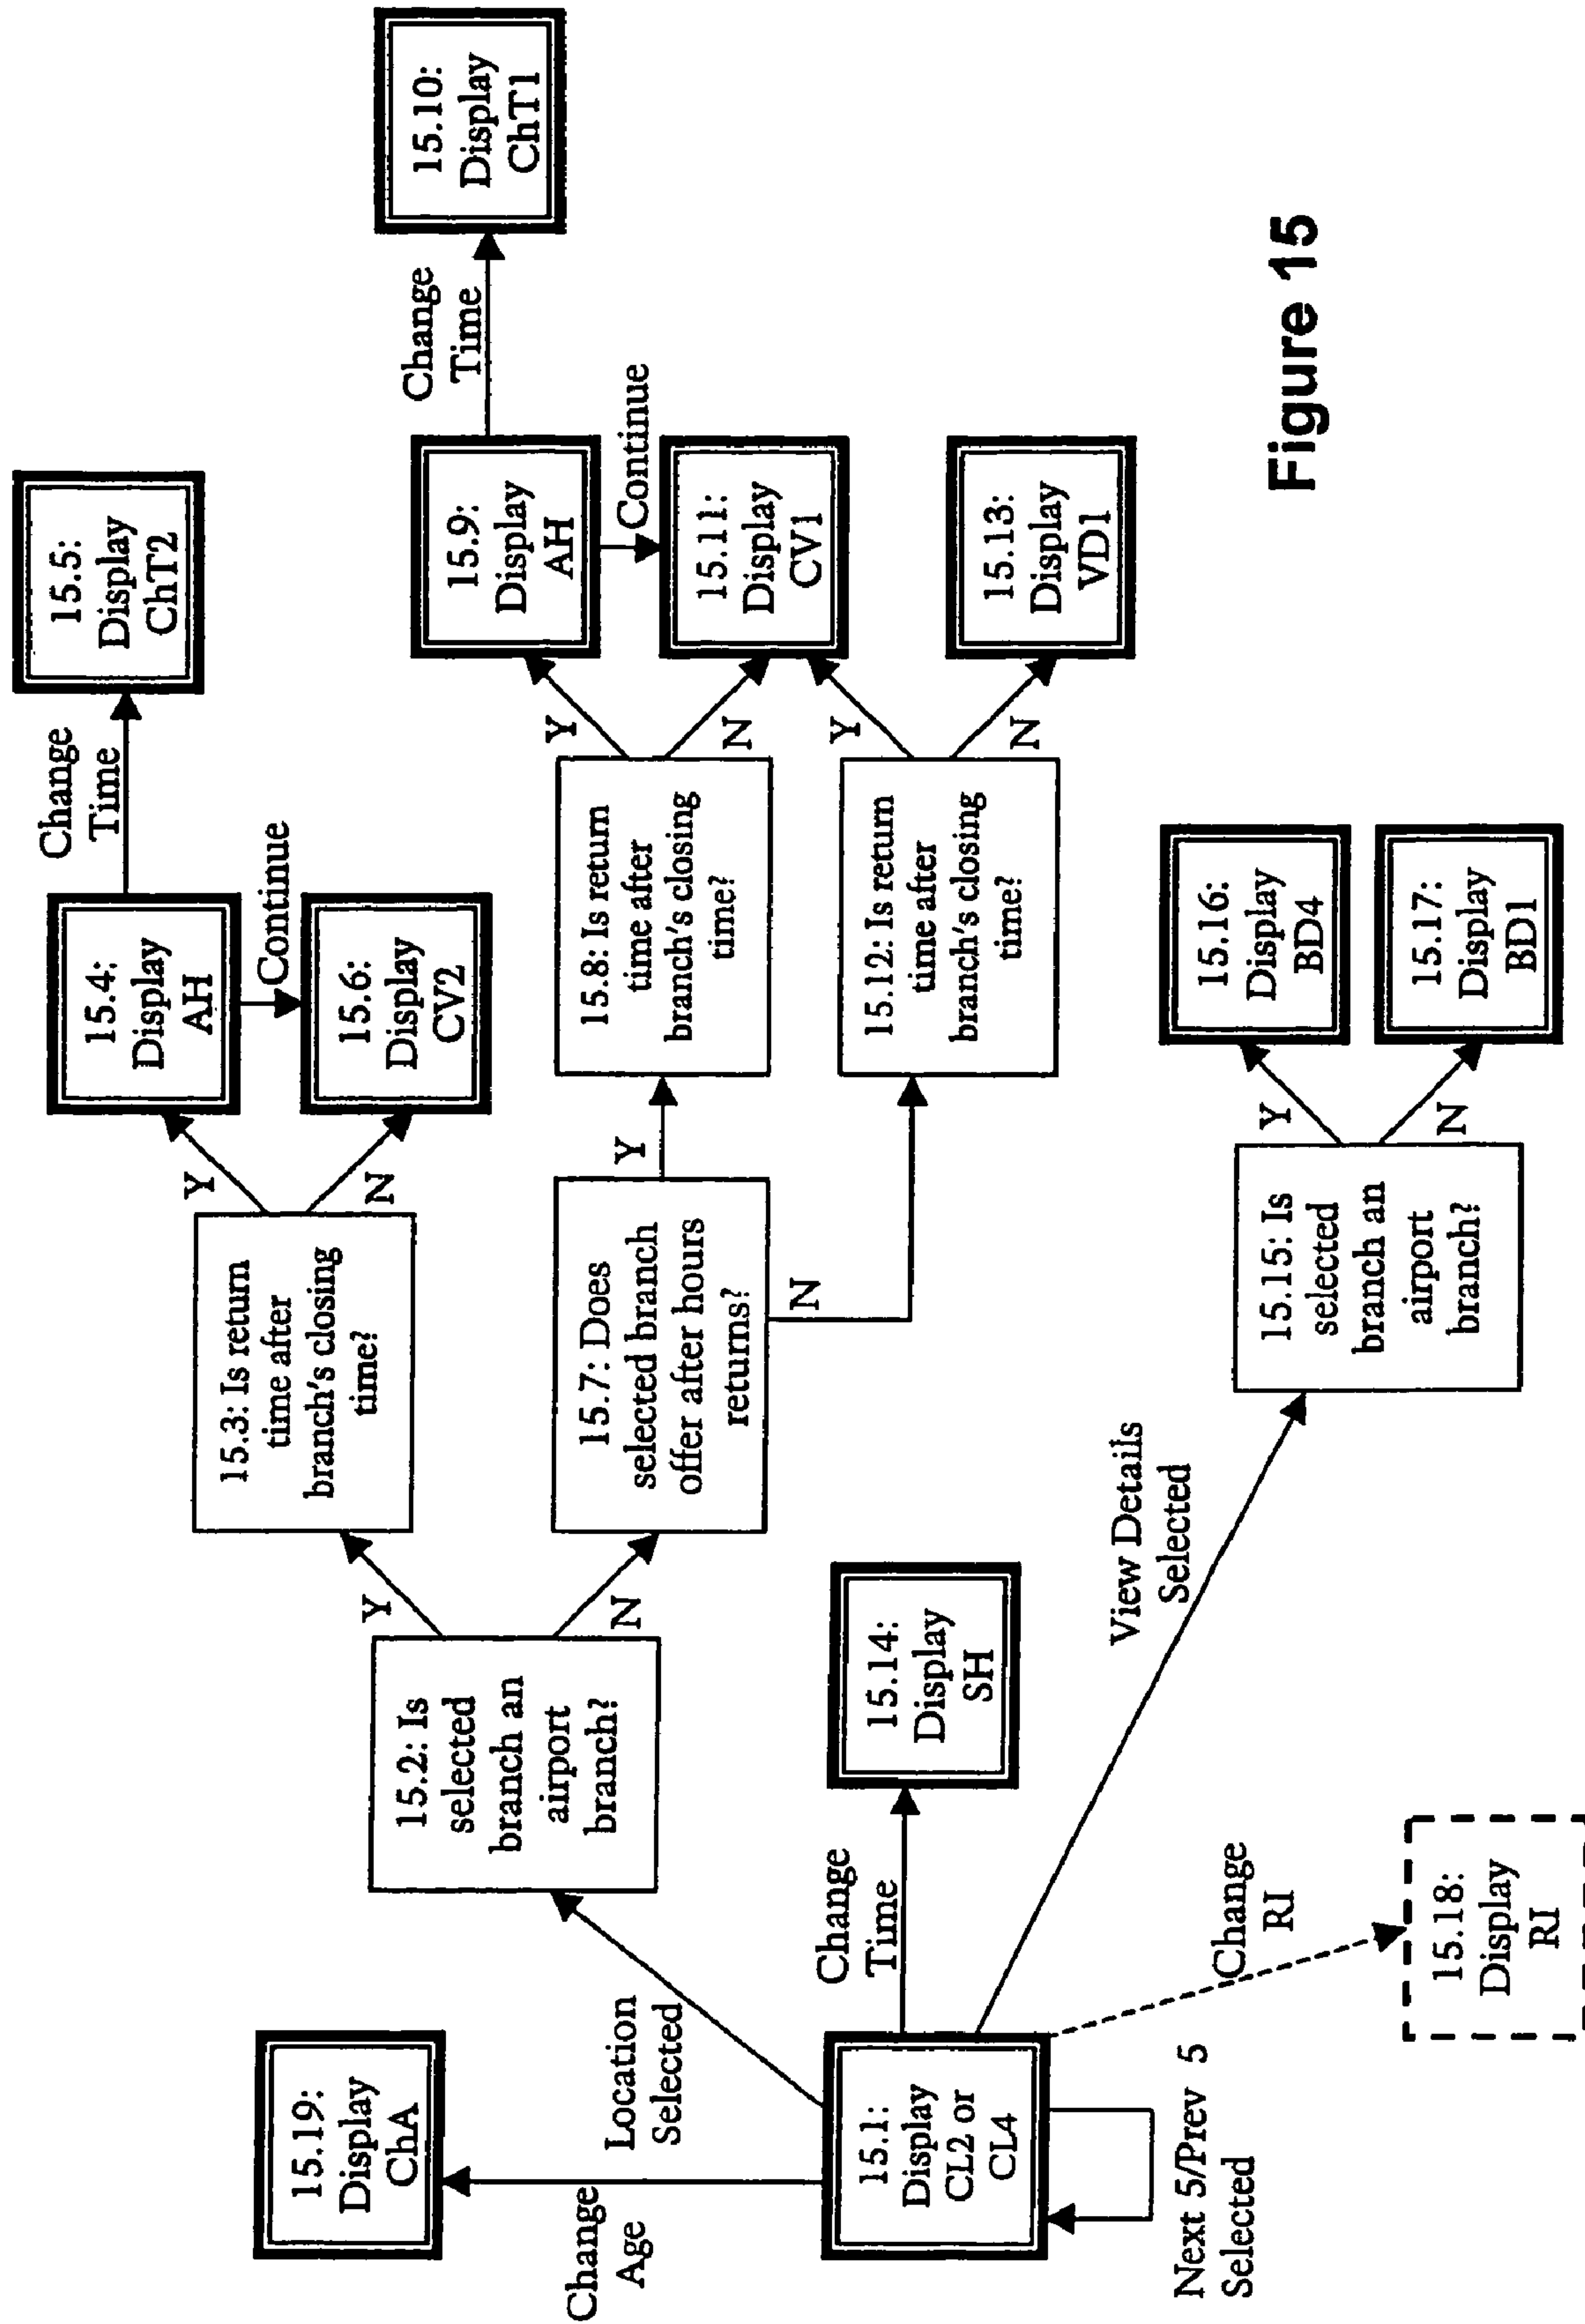 15.19:
Display
ChA
Change
Age
Location
Selected
15.1:
Display
CL2 or
CL4
Next 5/Prev 5
Selected
Change
Time
15.14:
Display
SH
Change
RI
15.18:
Display
RI
View Details
Selected
15.2: Is
selected
branch an
airport
branch?
Y
N
15.3: Is return
time after
branch's closing
time?
Y
N
15.4:
Display
AH
Change
Time
15.5:
Display
ChT2
Continue
15.6:
Display
CV2
15.7: Does
selected branch
offer after hours
returns?
Y
N
15.8: Is return
time after
branch's closing
time?
Y
N
15.9:
Display
AH
Change
Time
15.10:
Display
ChT1
Continue
15.11:
Display
CV1
15.12: Is return
time after
branch's closing
time?
Y
N
15.13:
Display
VD1
15.15: Is
selected
branch an
airport
branch?
Y
N
15.16:
Display
BD4
15.17:
Display
BD1
Figure 15